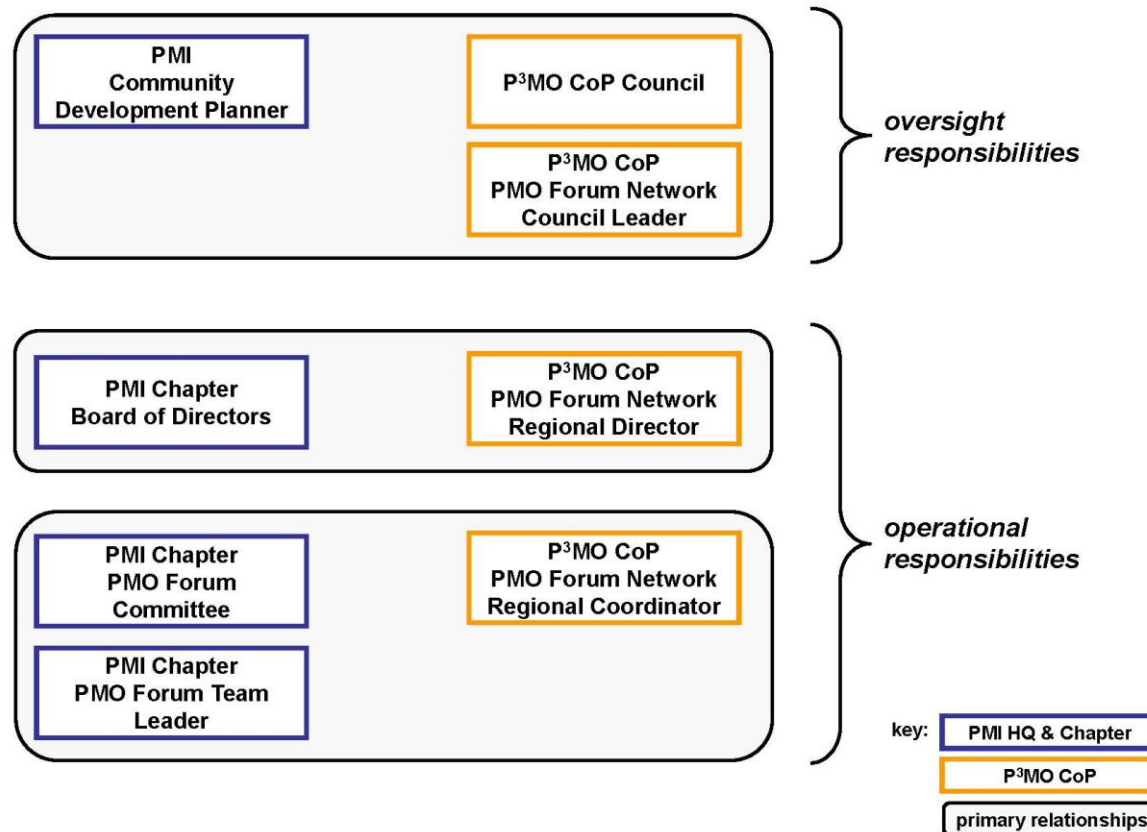 PMI
Community
Development Planner
P³MO CoP Council
P³MO CoP
PMO Forum Network
Council Leader
oversight
responsibilities
PMI Chapter
Board of Directors
P³MO CoP
PMO Forum Network
Regional Director
PMI Chapter
PMO Forum
Committee
P³MO CoP
PMO Forum Network
Regional Coordinator
PMI Chapter
PMO Forum Team
Leader
operational
responsibilities
key:
PMI HQ & Chapter
P³MO CoP
primary relationships